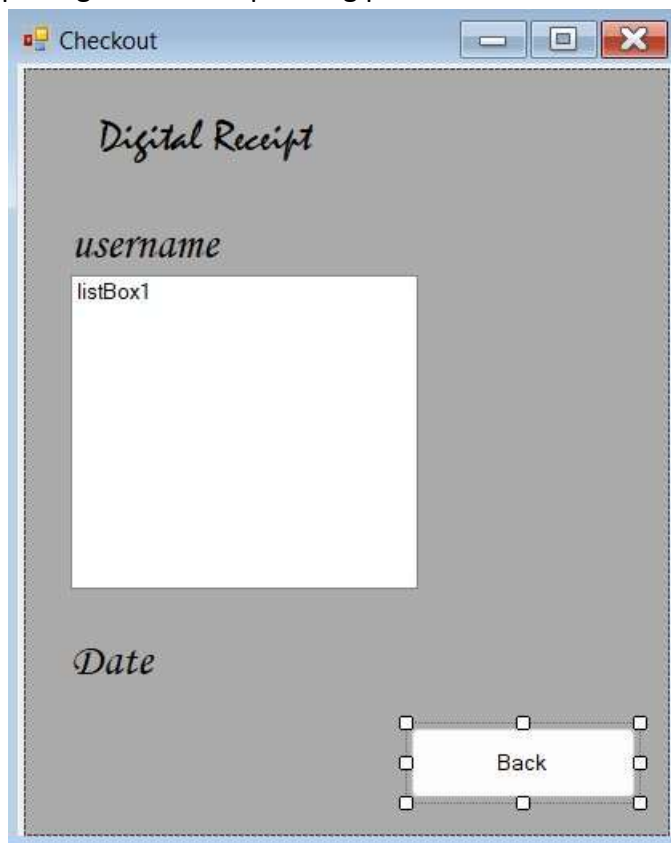 Checkout
Digital Receipt
username
listBox1
Date
Back